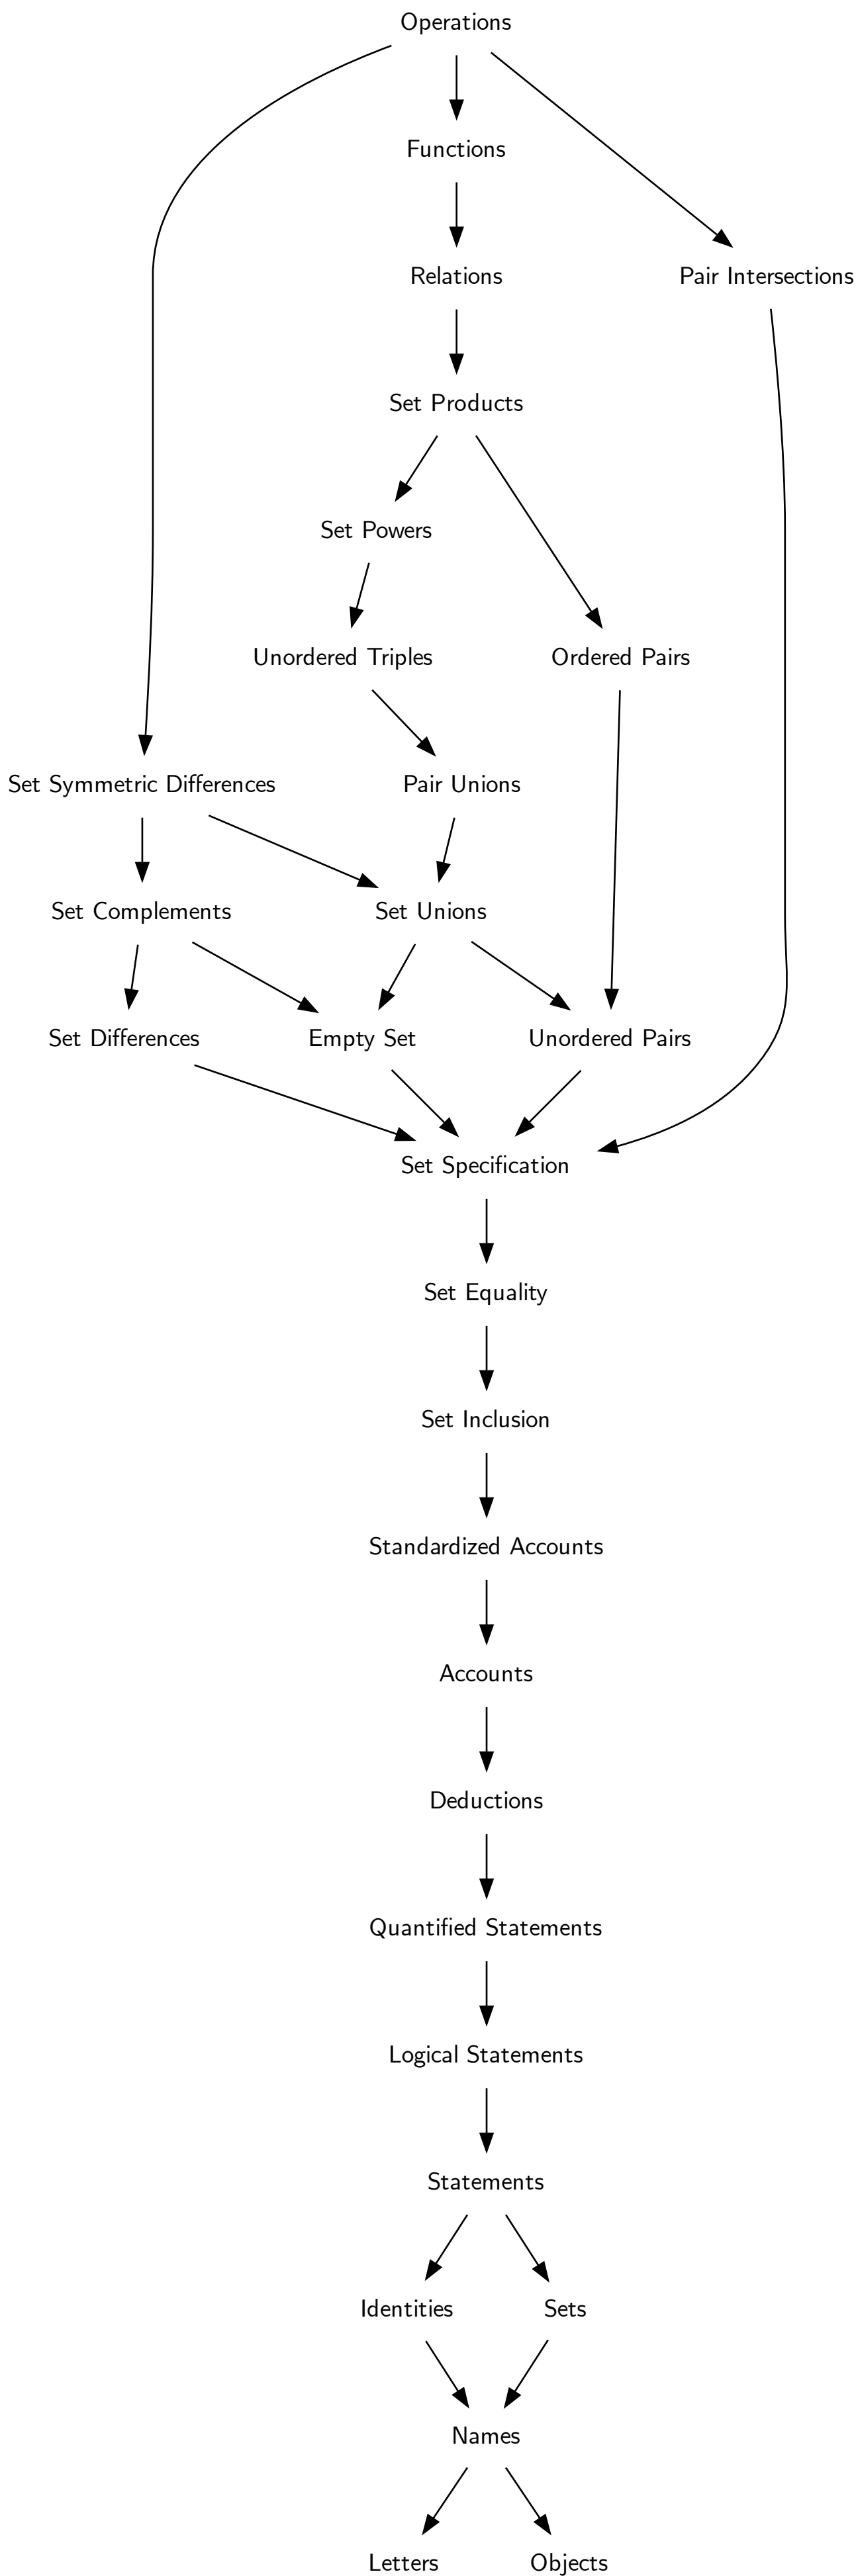 Operations
Functions
Relations
Pair Intersections
Set Products
Set Powers
Unordered Triples
Ordered Pairs
Set Symmetric Differences
Pair Unions
Set Complements
Set Unions
Set Differences
Empty Set
Unordered Pairs
Set Specification
Set Equality
Set Inclusion
Standardized Accounts
Accounts
Deductions
Quantified Statements
Logical Statements
Statements
Identities
Sets
Names
Letters
Objects